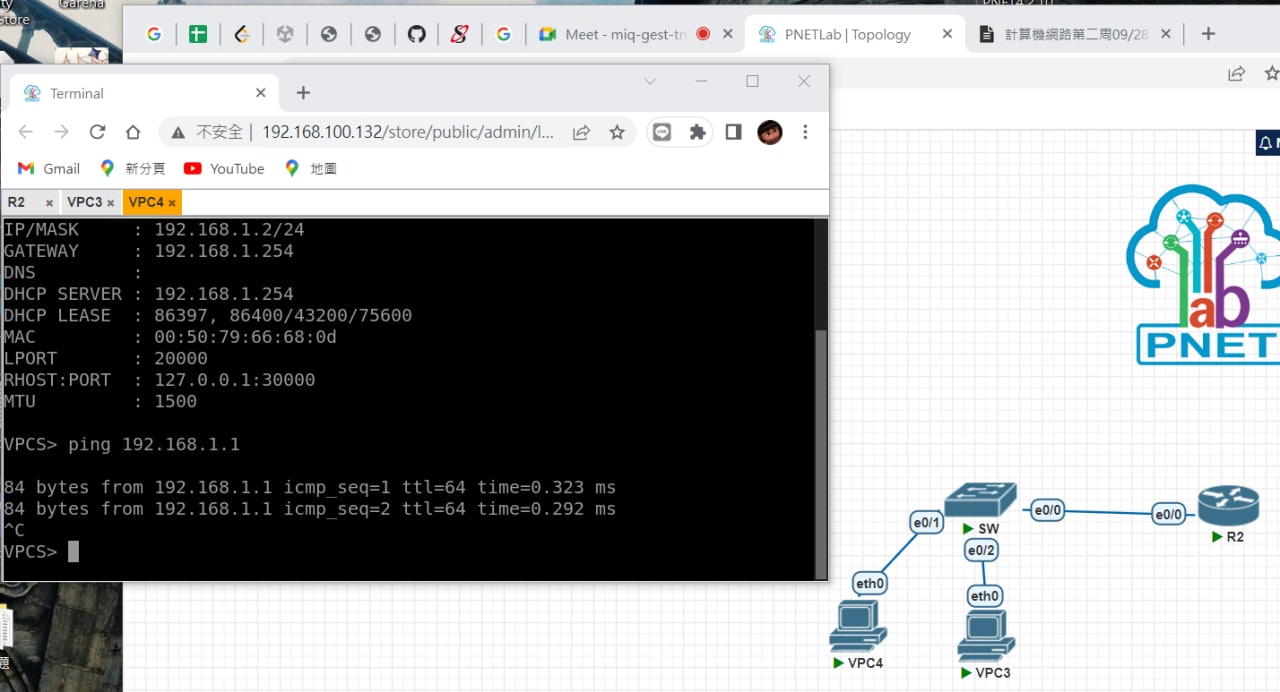 Store
Garena
Meet - miq-gest-tn
PNETLab | Topology
計算機網路第二周09/28
Terminal
不安全 | 192.168.100.132/store/public/admin/l...
Gmail
新分頁
YouTube
地圖
R2 × VPC3 × VPC4 ×
IP/MASK : 192.168.1.2/24
GATEWAY : 192.168.1.254
DNS :
DHCP SERVER : 192.168.1.254
DHCP LEASE : 86397, 86400/43200/75600
MAC : 00:50:79:66:68:0d
LPORT : 20000
RHOST:PORT : 127.0.0.1:30000
MTU : 1500
VPCS> ping 192.168.1.1
84 bytes from 192.168.1.1 icmp_seq=1 ttl=64 time=0.323 ms
84 bytes from 192.168.1.1 icmp_seq=2 ttl=64 time=0.292 ms
^C
VPCS>
lab
PNET
e0/1
SW
e0/0
e0/0
R2
e0/2
eth0
eth0
VPC4
VPC3
題